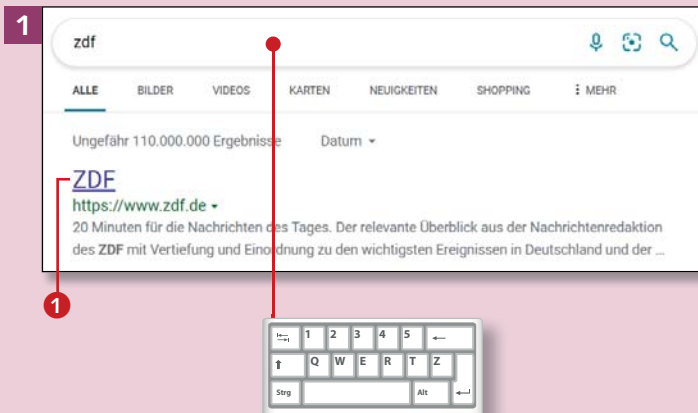 1
zdf
ALLE BILDER VIDEOS KARTEN NEUIGKEITEN SHOPPING MEHR
Ungefähr 110.000.000 Ergebnisse Datum
ZDF
https://www.zdf.de
20 Minuten für die Nachrichten des Tages. Der relevante Überblick aus der Nachrichtenredaktion
des ZDF mit Vertiefung und Einordnung zu den wichtigsten Ereignissen in Deutschland und der ...
1
1 2 3 4 5
Q W E R T Z
Strg Alt